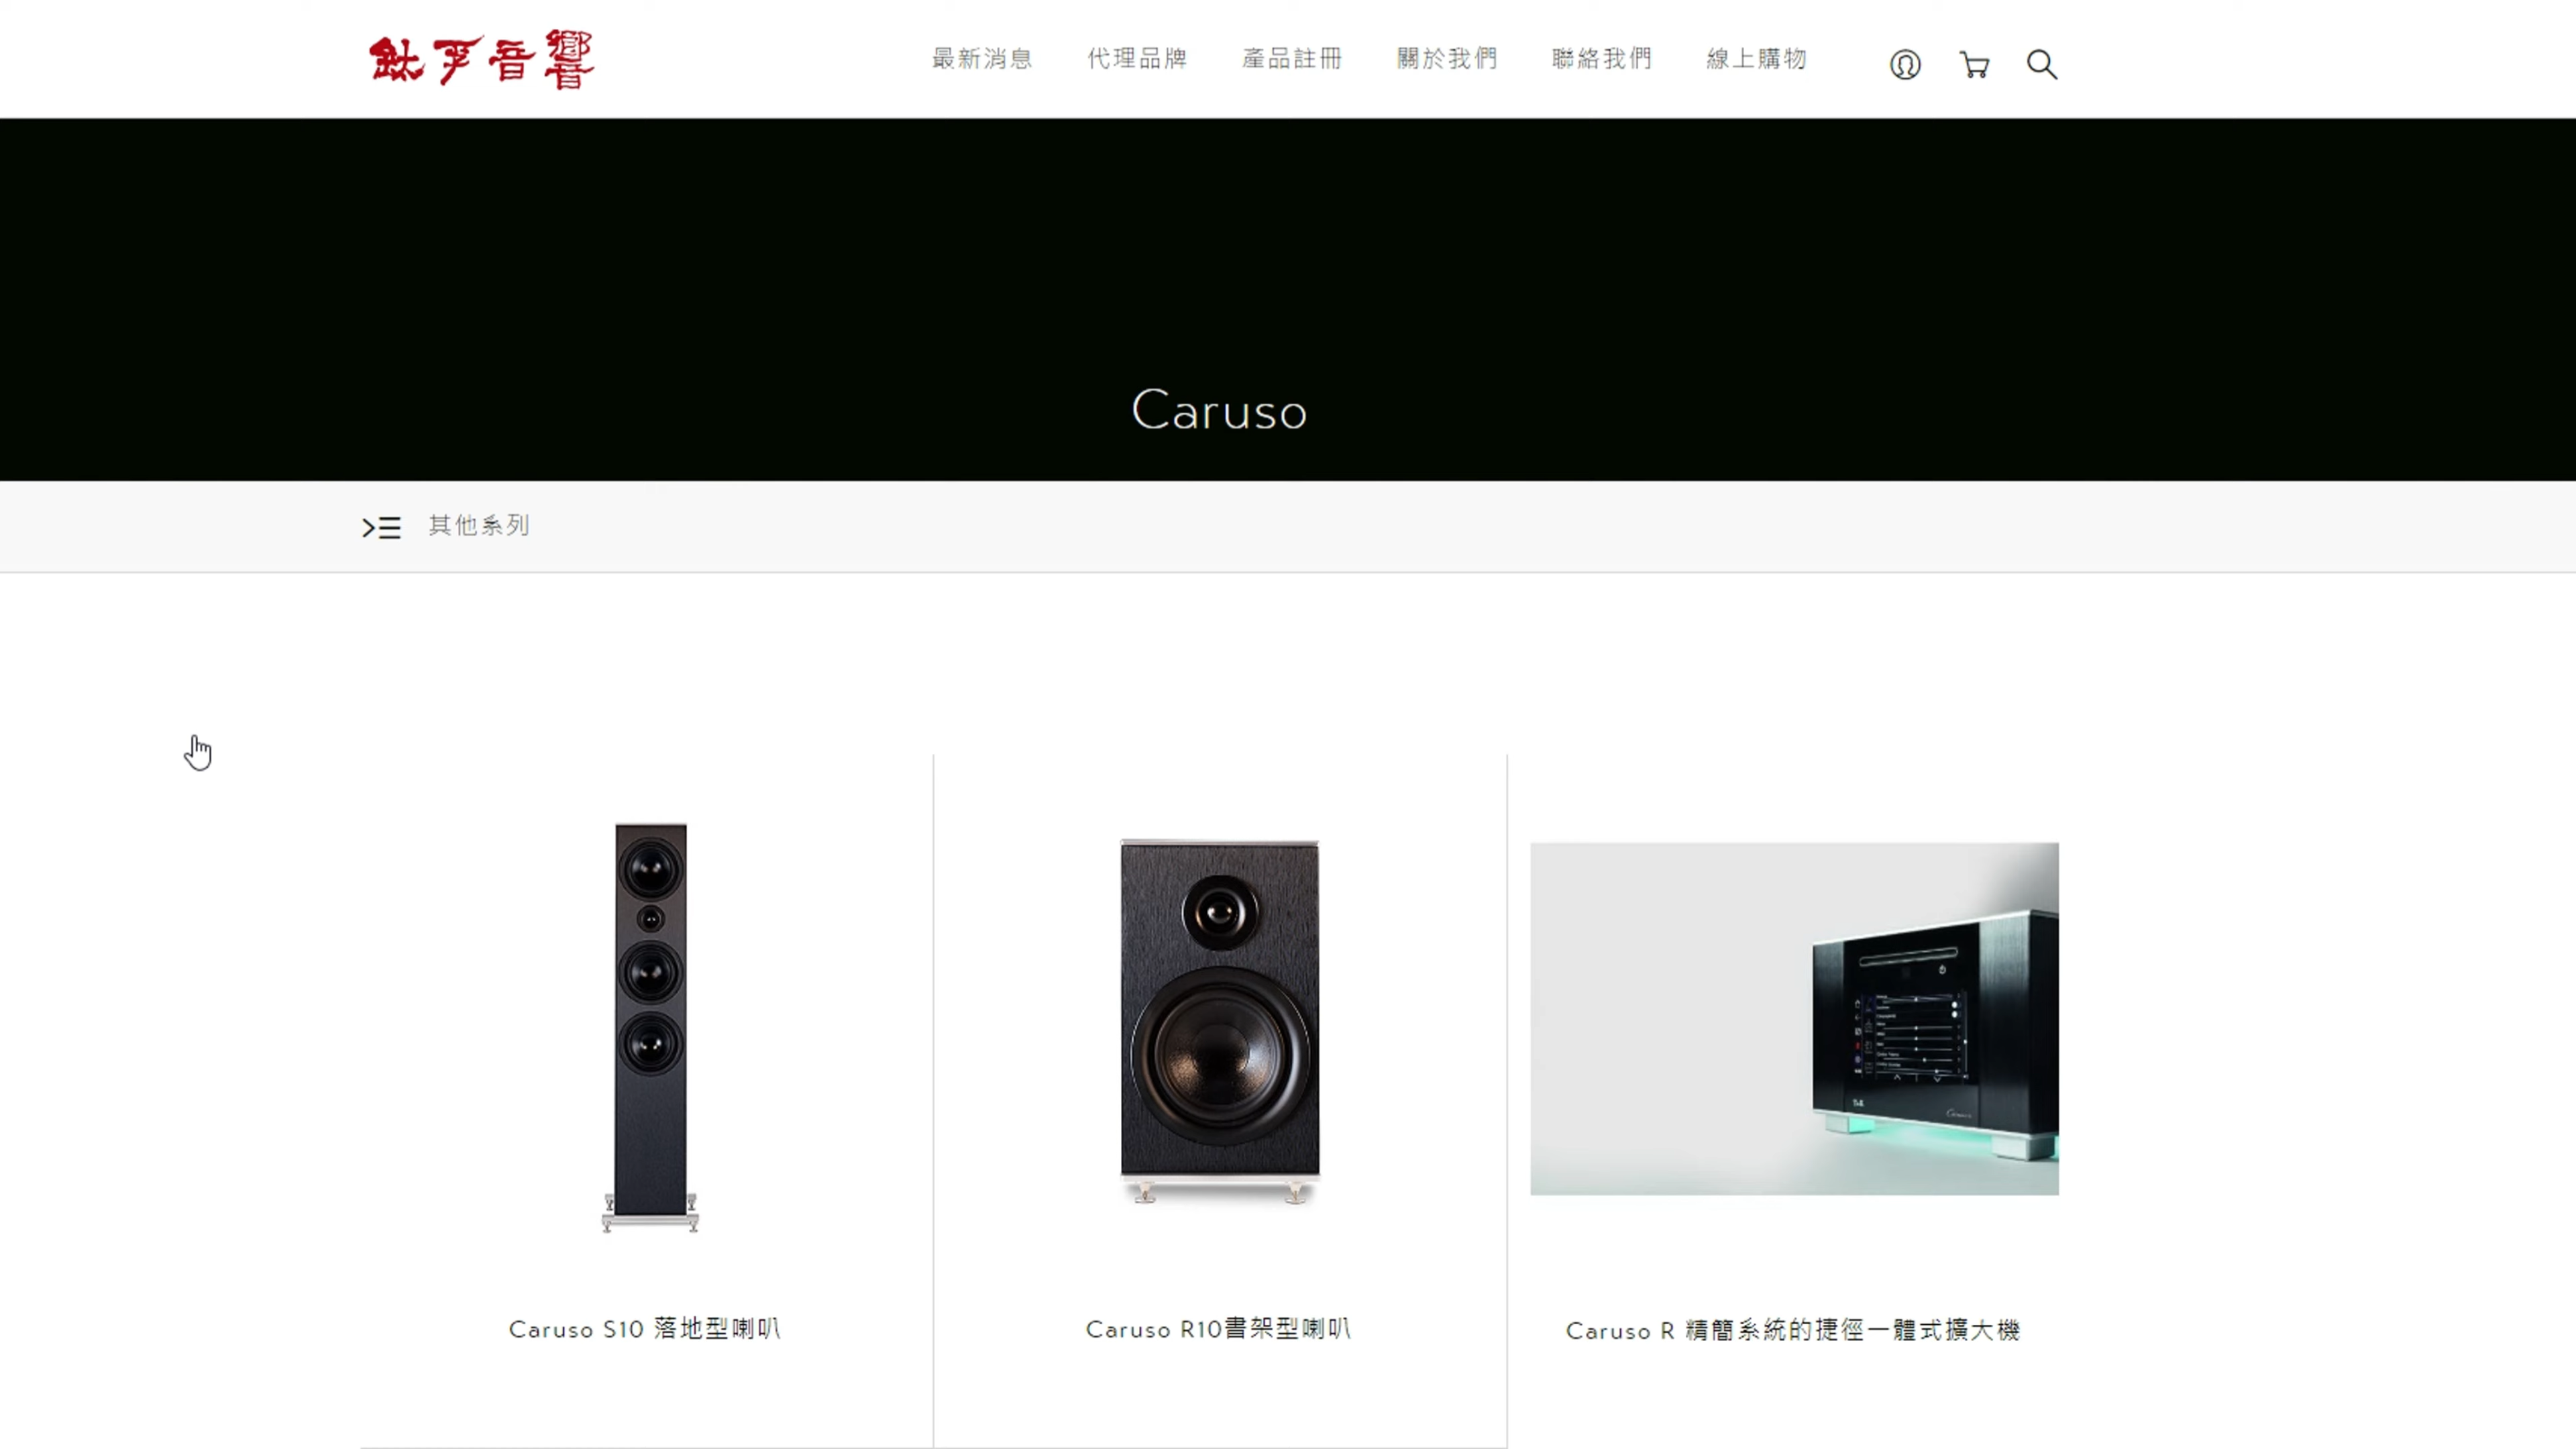 鈦孚音響
最新消息 代理品牌 產品註冊 關於我們 聯絡我們 線上購物
Caruso
其他系列
Caruso S10 落地型喇叭
Caruso R10書架型喇叭
Caruso R 精簡系統的捷徑一體式擴大機